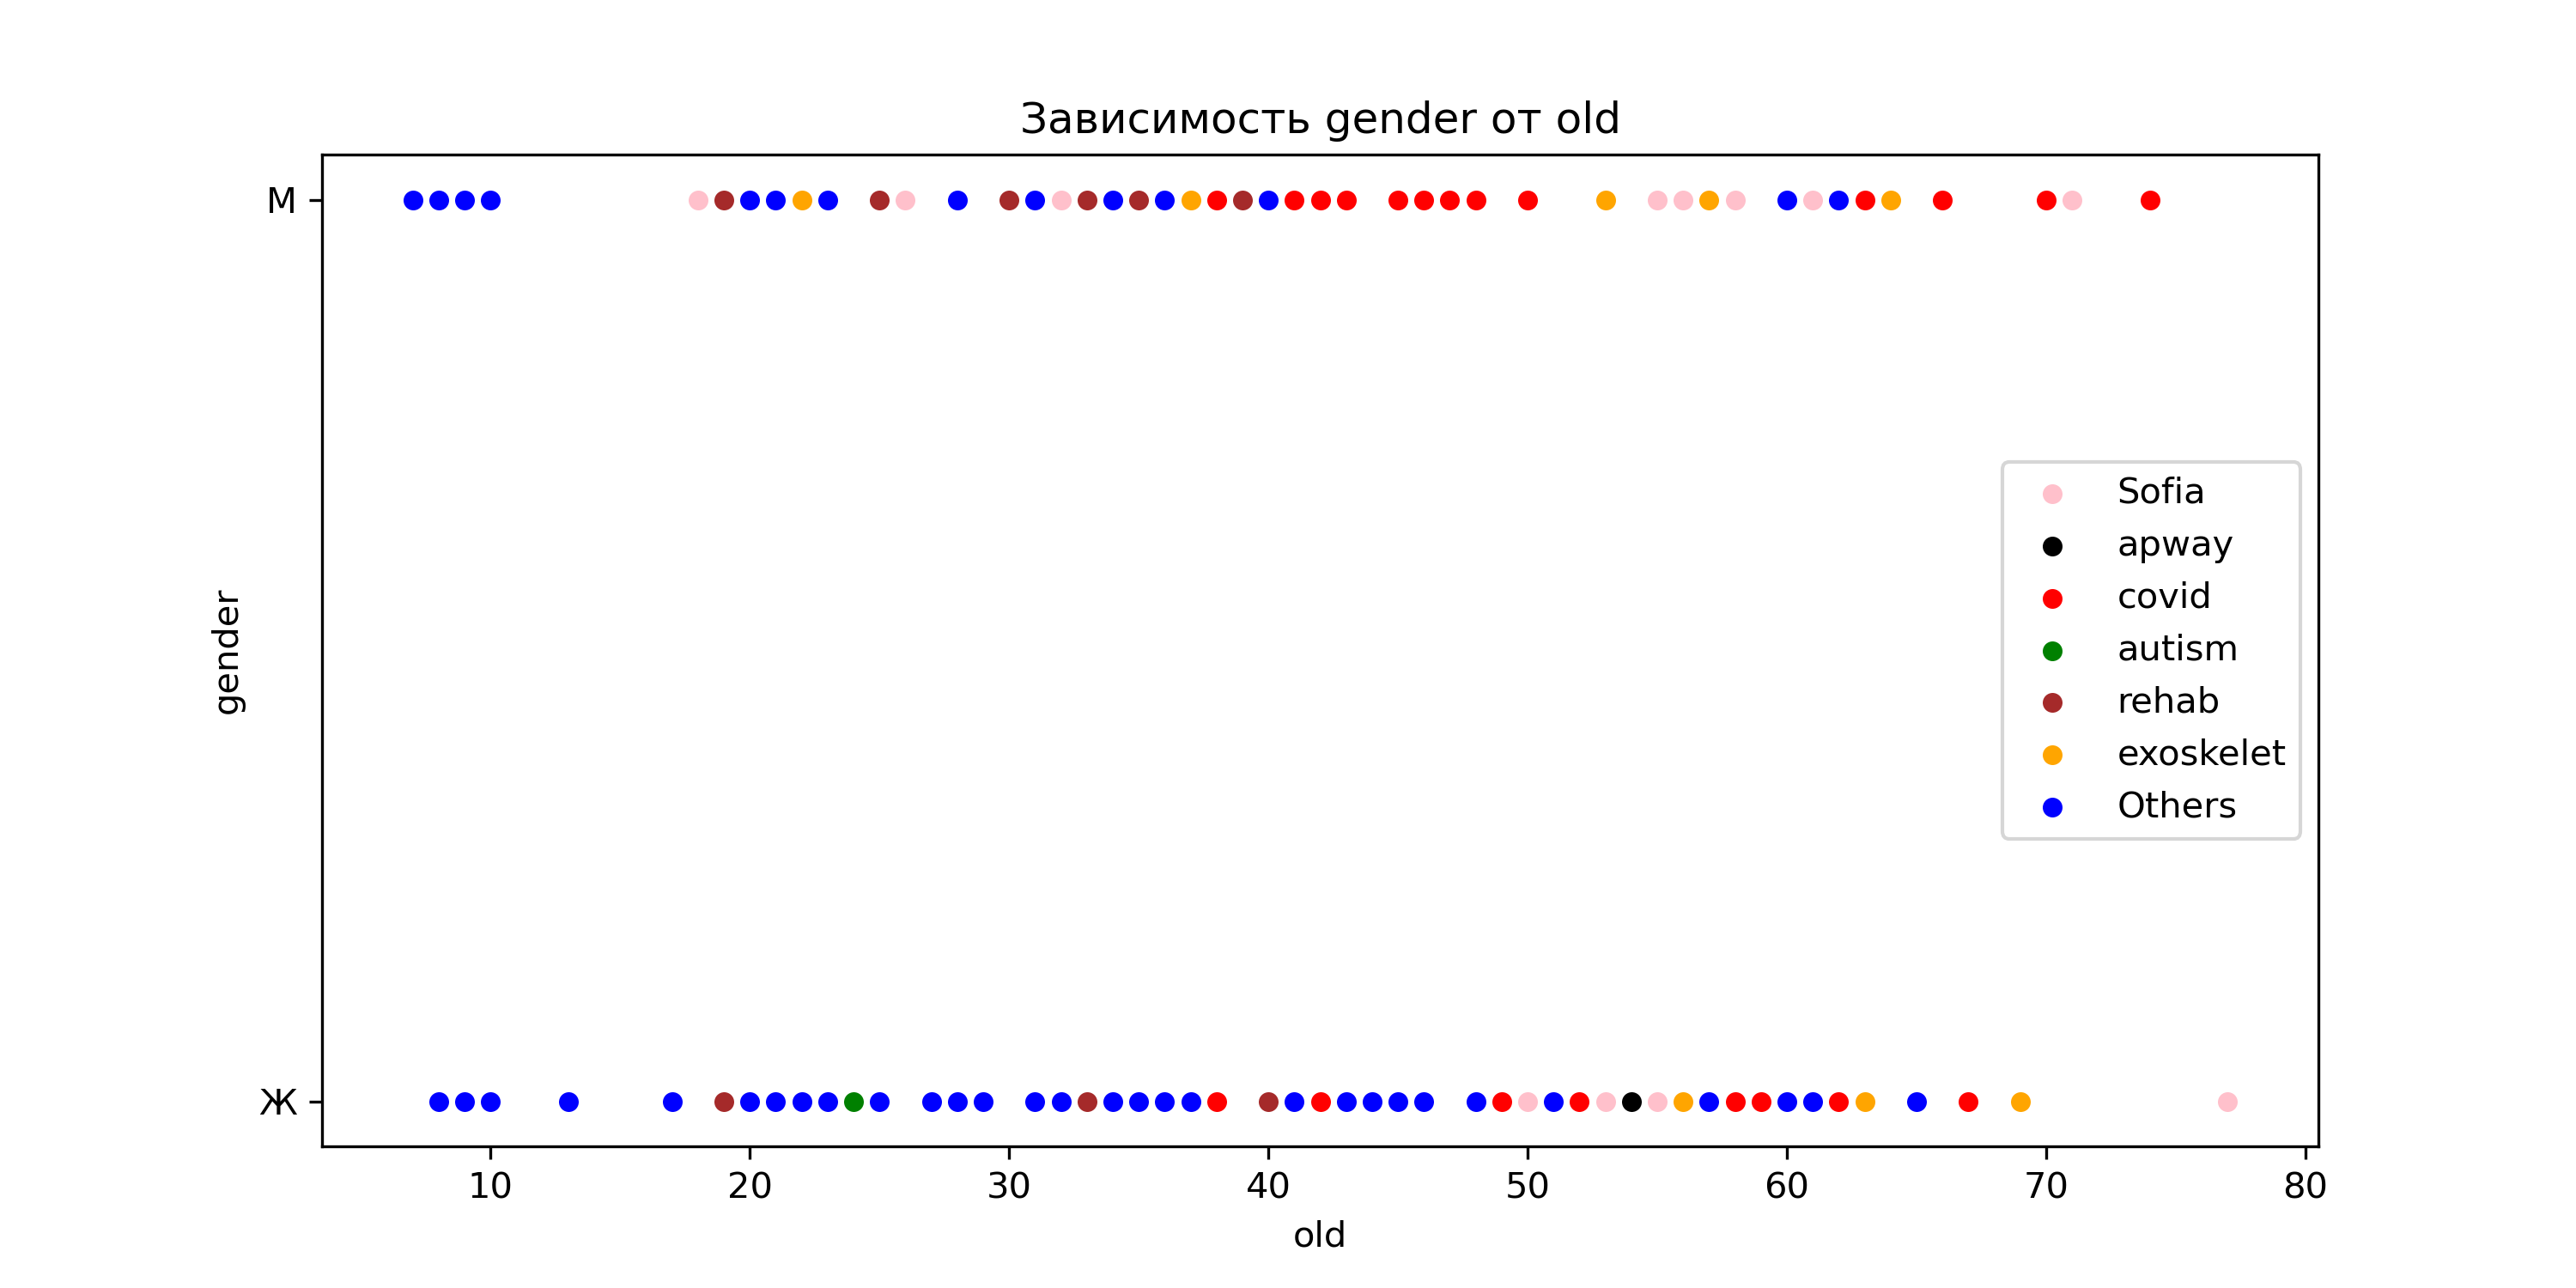 Зависимость gender от old
М
Ж
gender
Sofia
apway
covid
autism
rehab
exoskelet
Others
10 20 30 40 50 60 70 80
old